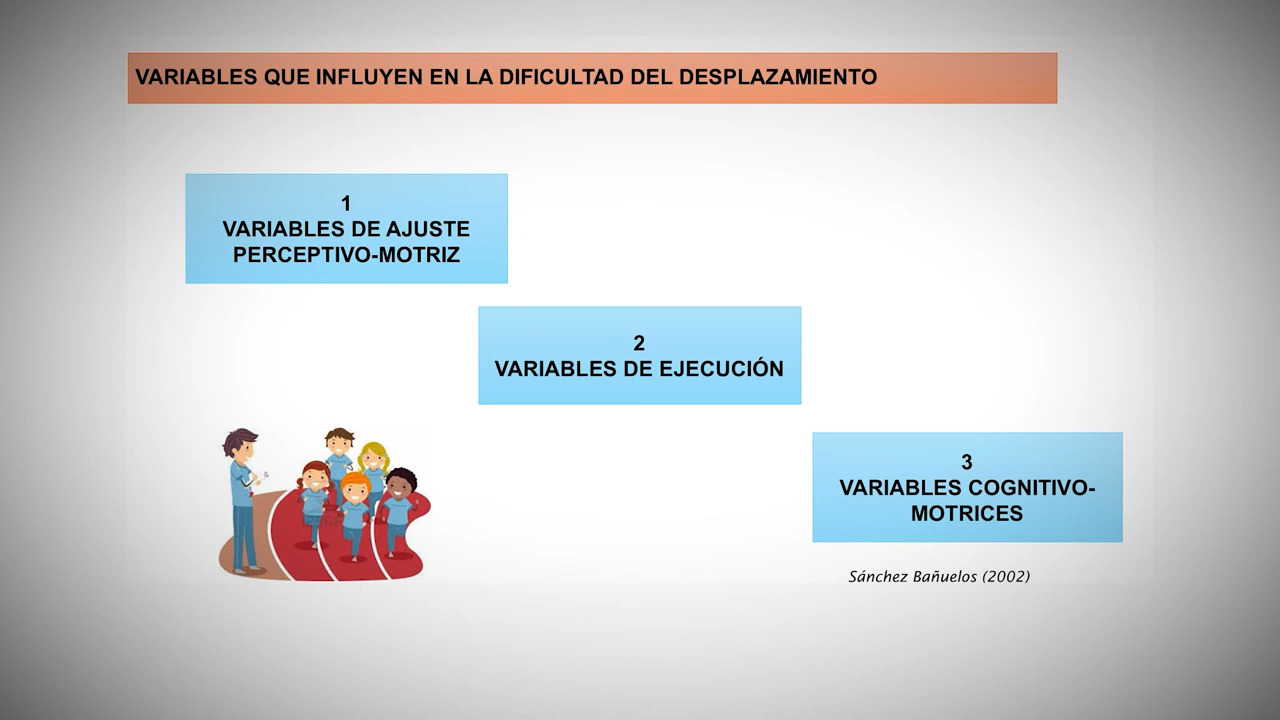 VARIABLES QUE INFLUYEN EN LA DIFICULTAD DEL DESPLAZAMIENTO
1
VARIABLES DE AJUSTE
PERCEPTIVO-MOTRIZ
2
VARIABLES DE EJECUCIÓN
3
VARIABLES COGNITIVO-
MOTRICES
Sánchez Bañuelos (2002)